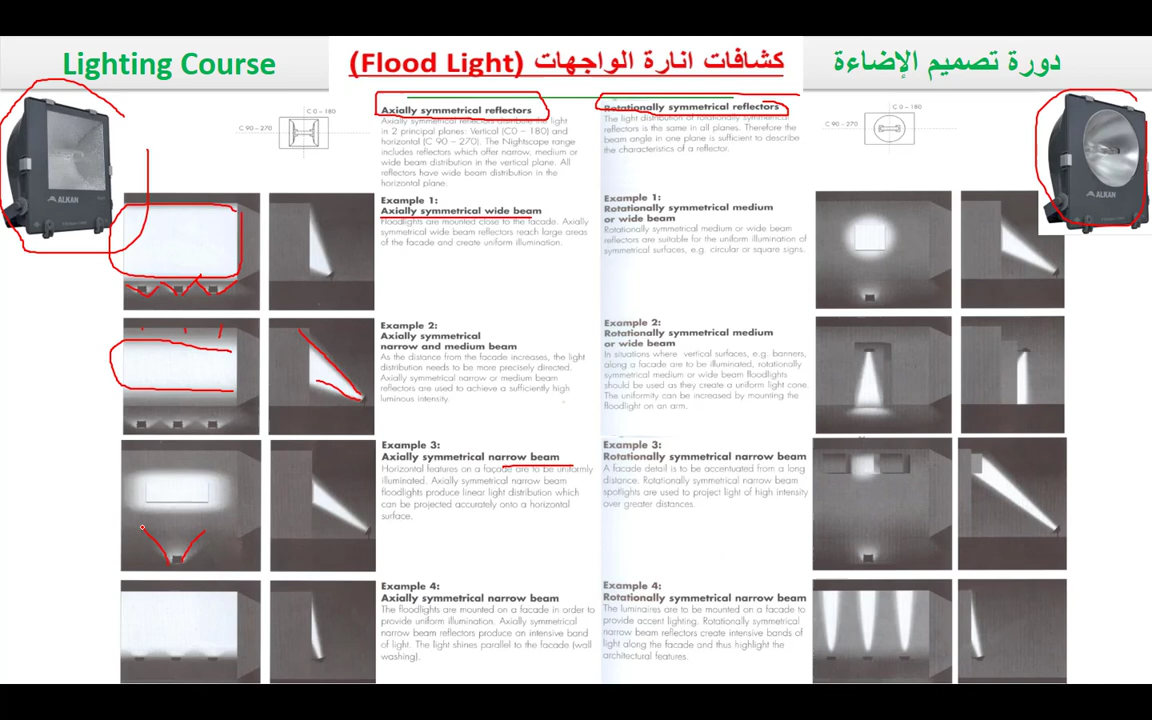 Lighting Course
كشافات انارة الواجهات (Flood Light)
دورة تصميم الإضاءة
C 0 – 180
C 90 – 270
ALKAN
Axially symmetrical reflectors
Axially symmetrical reflectors distribute the light
in 2 principal planes: Vertical (C0 – 180) and
horizontal (C 90 – 270). The Nightscape range
includes reflectors which offer narrow, medium or
wide beam distribution in the vertical plane. All
reflectors have wide beam distribution in the
horizontal plane.
Example 1:
Axially symmetrical wide beam
Floodlights are mounted close to the facade. Axially
symmetrical wide beam reflectors reach large areas
of the facade and create uniform illumination.
Example 2:
Axially symmetrical
narrow and medium beam
As the distance from the facade increases, the light
distribution needs to be more precisely directed.
Axially symmetrical narrow or medium beam
reflectors are used to achieve a sufficiently high
luminous intensity.
Example 3:
Axially symmetrical narrow beam
Horizontal features on a façade are to be uniformly
illuminated. Axially symmetrical narrow beam
floodlights produce linear light distribution which
can be projected accurately onto a horizontal
surface.
Example 4:
Axially symmetrical narrow beam
The floodlights are mounted on a facade in order to
provide uniform illumination. Axially symmetrical
narrow beam reflectors produce an intensive band
of light. The light shines parallel to the facade (wall
washing).
Rotationally symmetrical reflectors
The light distribution of rotationally symmetrical
reflectors is the same in all planes. Therefore the
beam angle in one plane is sufficient to describe
the characteristics of a reflector.
Example 1:
Rotationally symmetrical medium
or wide beam
Rotationally symmetrical medium or wide beam
reflectors are suitable for the uniform illumination of
symmetrical surfaces, e.g. circular or square signs.
Example 2:
Rotationally symmetrical medium
or wide beam
In situations where vertical surfaces, e.g. banners,
along a facade are to be illuminated, rotationally
symmetrical medium or wide beam floodlights
should be used as they create a uniform light cone.
The uniformity can be increased by mounting the
floodlight on an arm.
Example 3:
Rotationally symmetrical narrow beam
A facade detail is to be accentuated from a long
distance. Rotationally symmetrical narrow beam
spotlights are used to project light of high intensity
over greater distances.
Example 4:
Rotationally symmetrical narrow beam
The luminaires are to be mounted on a facade to
provide accent lighting. Rotationally symmetrical
narrow beam reflectors create intensive bands of
light along the facade and thus highlight the
architectural features.
C 0 – 180
C 90 – 270
ALKAN